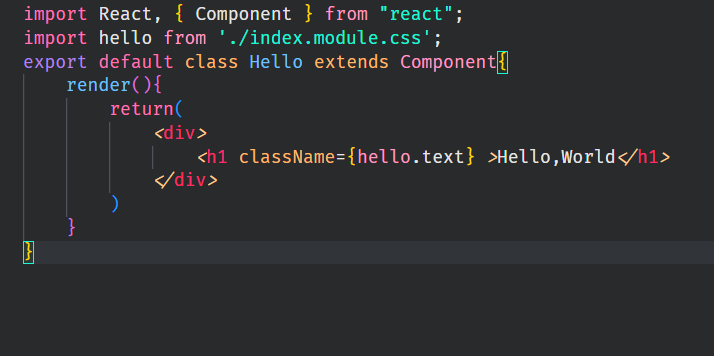 import React, { Component } from "react";
import hello from './index.module.css';
export default class Hello extends Component{
    render(){
        return(
            <div>
                <h1 className={hello.text} >Hello,World</h1>
            </div>
        )
    }
}